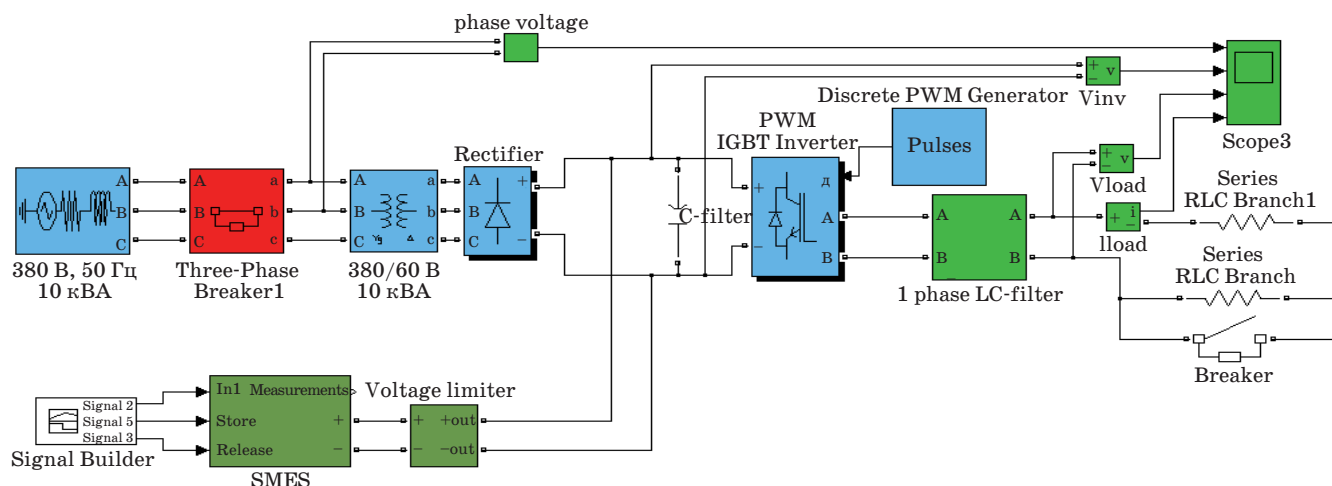 phase voltage
Vinv
Scope3
Discrete PWM Generator
Pulses
PWM
IGBT Inverter
+
−
д
A
B
Rectifier
A
B
C
+
−
C-filter
A
B
C
380 В, 50 Гц
10 кВА
A
B
C
a
b
c
Three-Phase
Breaker1
A
B
C
a
b
c
Yg
Δ
380/60 В
10 кВА
A
B
A
B
1 phase LC-filter
+
−
v
+
−
v
Vload
+
−
i
lload
Series
RLC Branch1
Series
RLC Branch
Breaker
Signal 2
Signal 5
Signal 3
Signal Builder
In1
Measurements
Store
+
Release
−
SMES
Voltage limiter
+
+out
−
−out